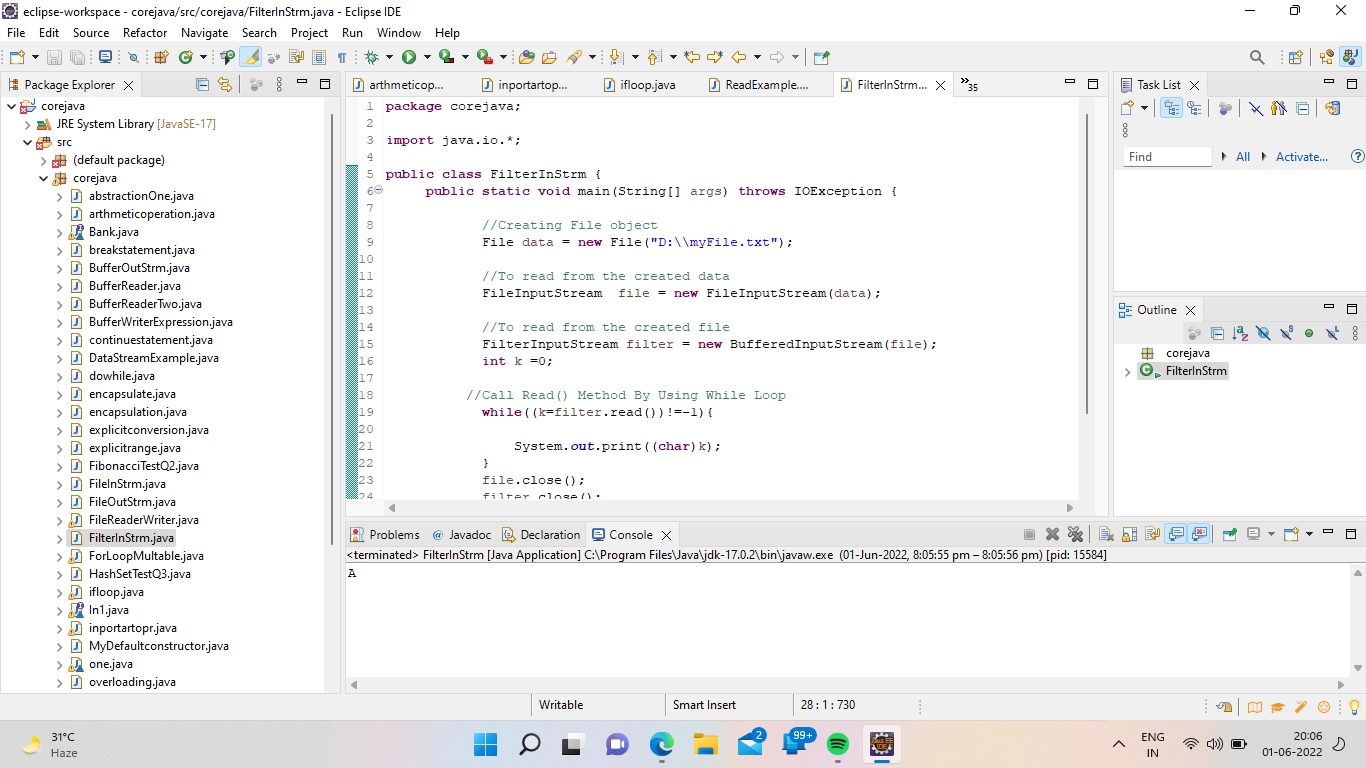 eclipse-workspace - corejava/src/corejava/FilterInStrm.java - Eclipse IDE
File Edit Source Refactor Navigate Search Project Run Window Help
Package Explorer
corejava
JRE System Library [JavaSE-17]
src
(default package)
corejava
abstractionOne.java
arthmeticoperation.java
Bank.java
breakstatement.java
BufferOutStrm.java
BufferReader.java
BufferReaderTwo.java
BufferWriterExpression.java
continuestatement.java
DataStreamExample.java
dowhile.java
encapsulate.java
encapsulation.java
explicitconversion.java
explicitrange.java
FibonacciTestQ2.java
FileInStrm.java
FileOutStrm.java
FileReaderWriter.java
FilterInStrm.java
ForLoopMultable.java
HashSetTestQ3.java
ifloop.java
In1.java
inportartopr.java
MyDefaultconstructor.java
one.java
overloading.java
arthmeticop... inportartop... ifloop.java ReadExample.... FilterInStrm... »35
1 package corejava;
2
3 import java.io.*;
4
5 public class FilterInStrm {
6 public static void main(String[] args) throws IOException {
7
8 //Creating File object
9 File data = new File("D:\\myFile.txt");
10
11 //To read from the created data
12 FileInputStream  file = new FileInputStream(data);
13
14 //To read from the created file
15 FilterInputStream filter = new BufferedInputStream(file);
16 int k =0;
17
18 //Call Read() Method By Using While Loop
19 while((k=filter.read())!=-1){
20
21 System.out.print((char)k);
22 }
23 file.close();
24 filter.close();
Task List
Find All Activate... ?
Outline
corejava
FilterInStrm
Problems @ Javadoc Declaration Console
<terminated> FilterInStrm [Java Application] C:\Program Files\Java\jdk-17.0.2\bin\javaw.exe (01-Jun-2022, 8:05:55 pm – 8:05:56 pm) [pid: 15584]
A
Writable Smart Insert 28 : 1 : 730
31°C
Haze
2
99+
Java EE
IDE
ENG
IN
20:06
01-06-2022